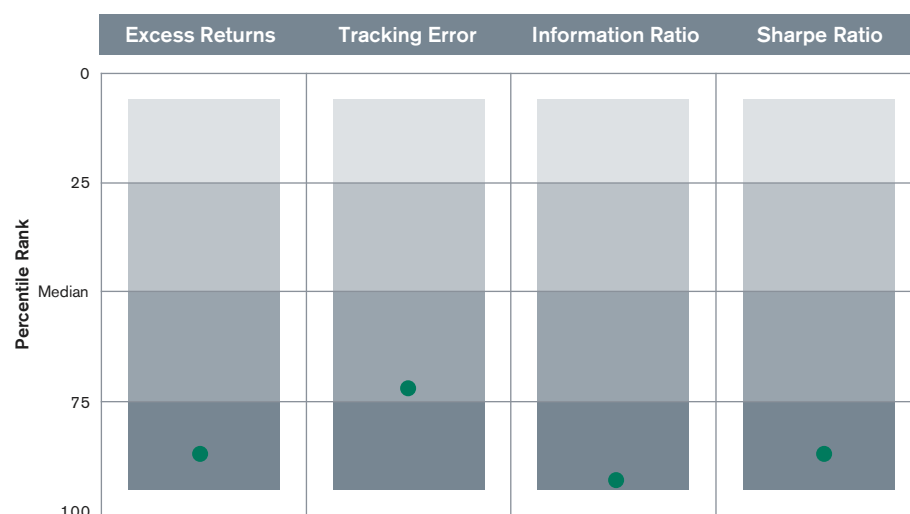 Excess Returns
Tracking Error
Information Ratio
Sharpe Ratio
0
25
Median
75
100
Percentile Rank